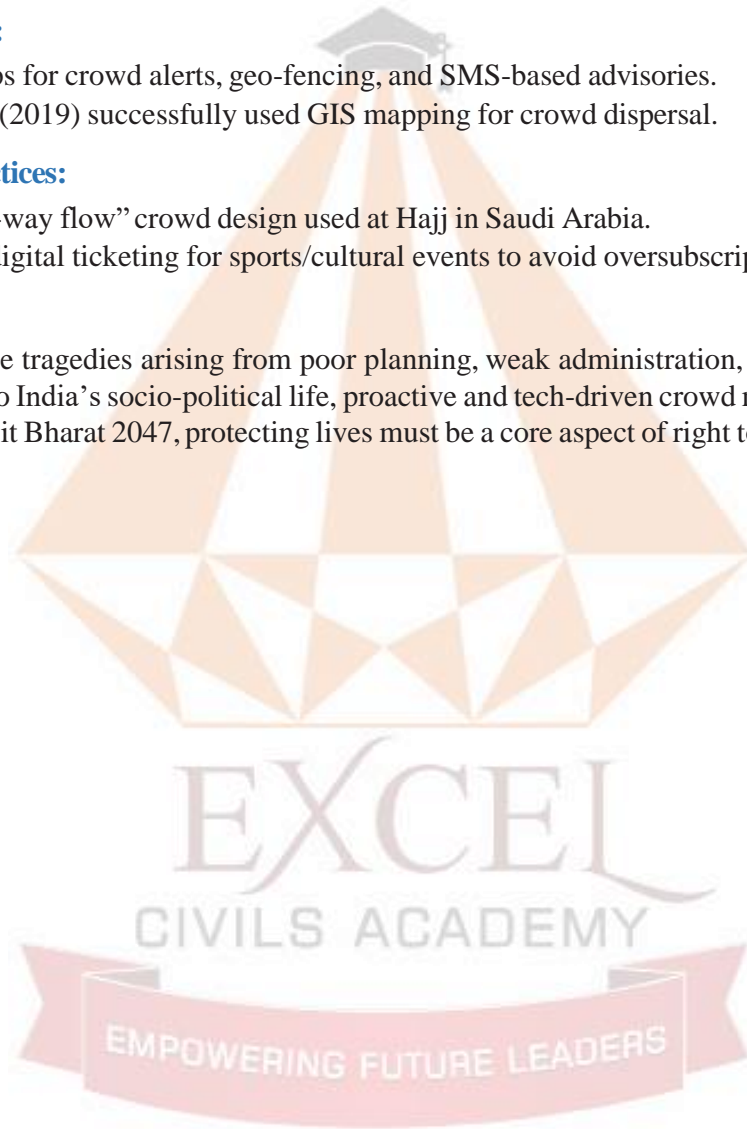 :
os for crowd alerts, geo-fencing, and SMS-based advisories.
(2019) successfully used GIS mapping for crowd dispersal.
tices:
-way flow” crowd design used at Hajj in Saudi Arabia.
digital ticketing for sports/cultural events to avoid oversubscrip
e tragedies arising from poor planning, weak administration,
o India’s socio-political life, proactive and tech-driven crowd
it Bharat 2047, protecting lives must be a core aspect of right to
EXCEL
CIVILS ACADEMY
EMPOWERING FUTURE LEADERS